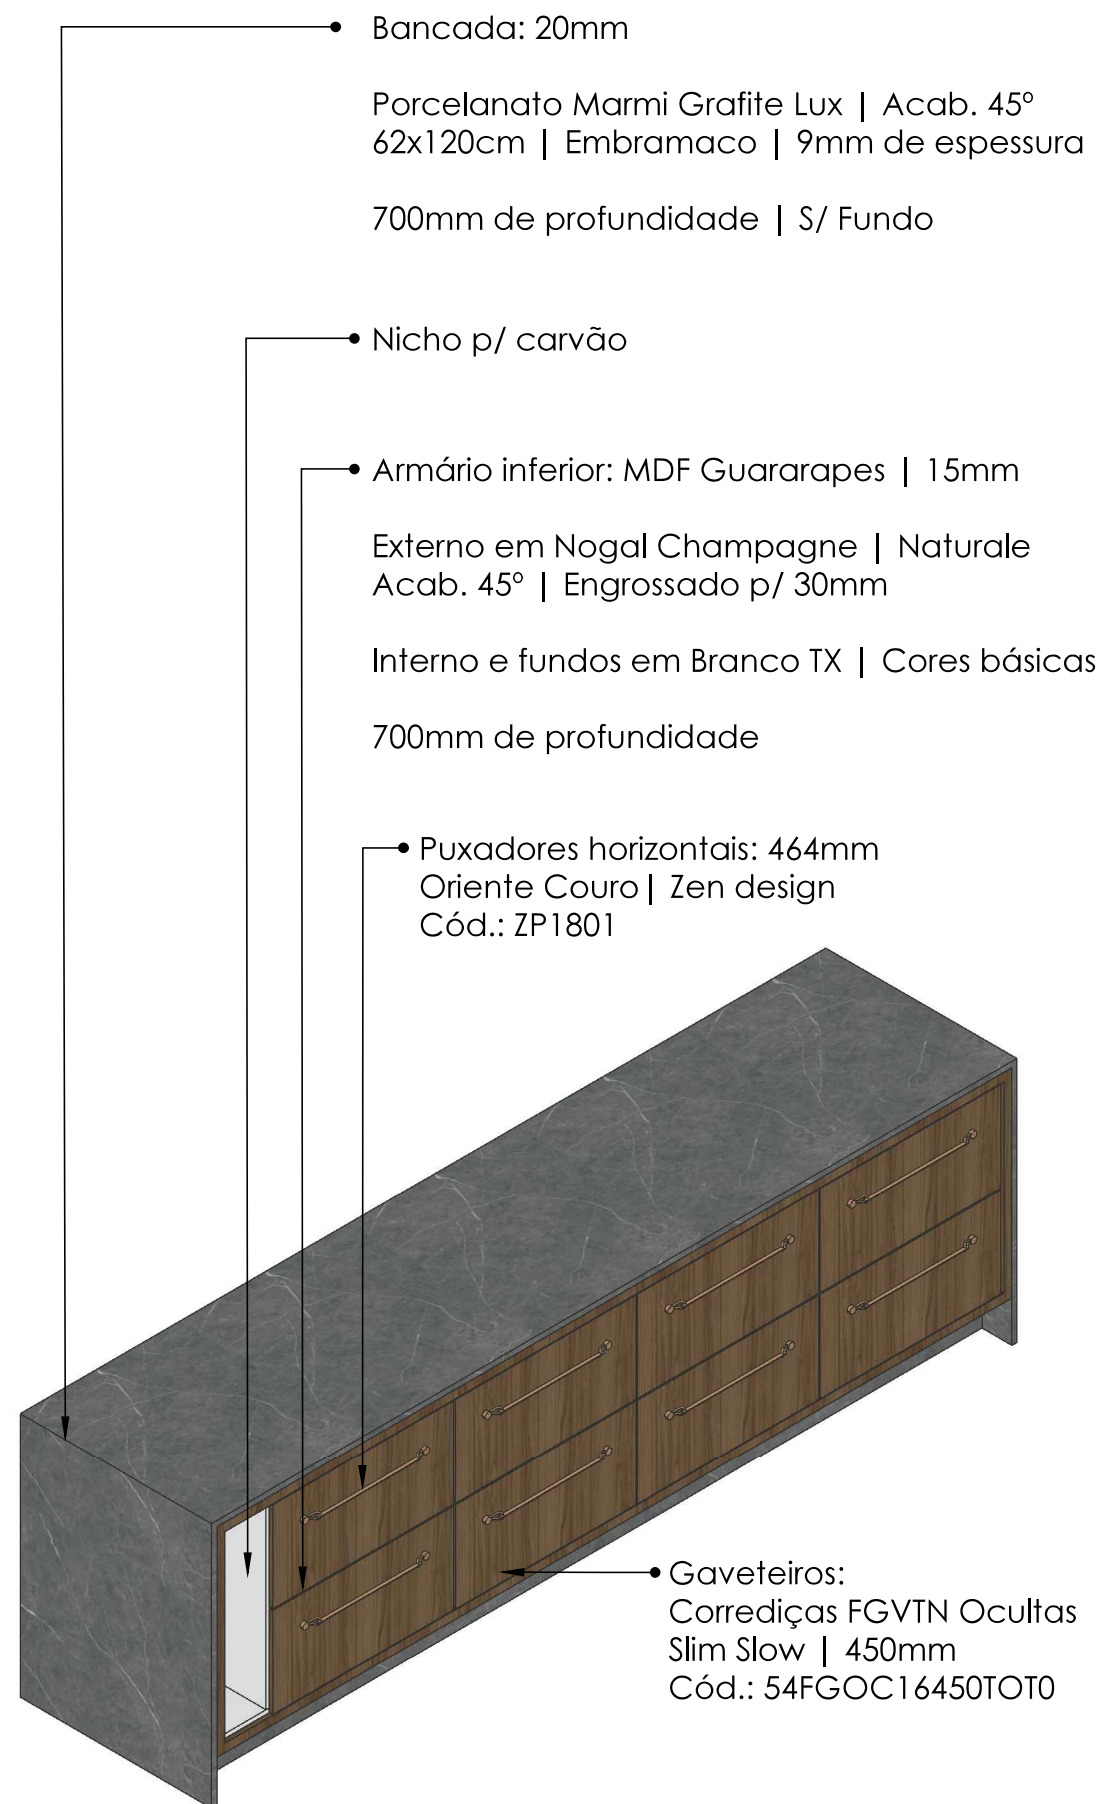 Bancada: 20mm
Porcelanato Marmi Grafite Lux | Acab. 45º
62x120cm | Embramaco | 9mm de espessura
700mm de profundidade | S/ Fundo
Nicho p/ carvão
Armário inferior: MDF Guararapes | 15mm
Externo em Nogal Champagne | Naturale
Acab. 45º | Engrossado p/ 30mm
Interno e fundos em Branco TX | Cores básicas
700mm de profundidade
Puxadores horizontais: 464mm
Oriente Couro| Zen design
Cód.: ZP1801
Gaveteiros:
Corrediças FGVTN Ocultas
Slim Slow | 450mm
Cód.: 54FGOC16450TOT0